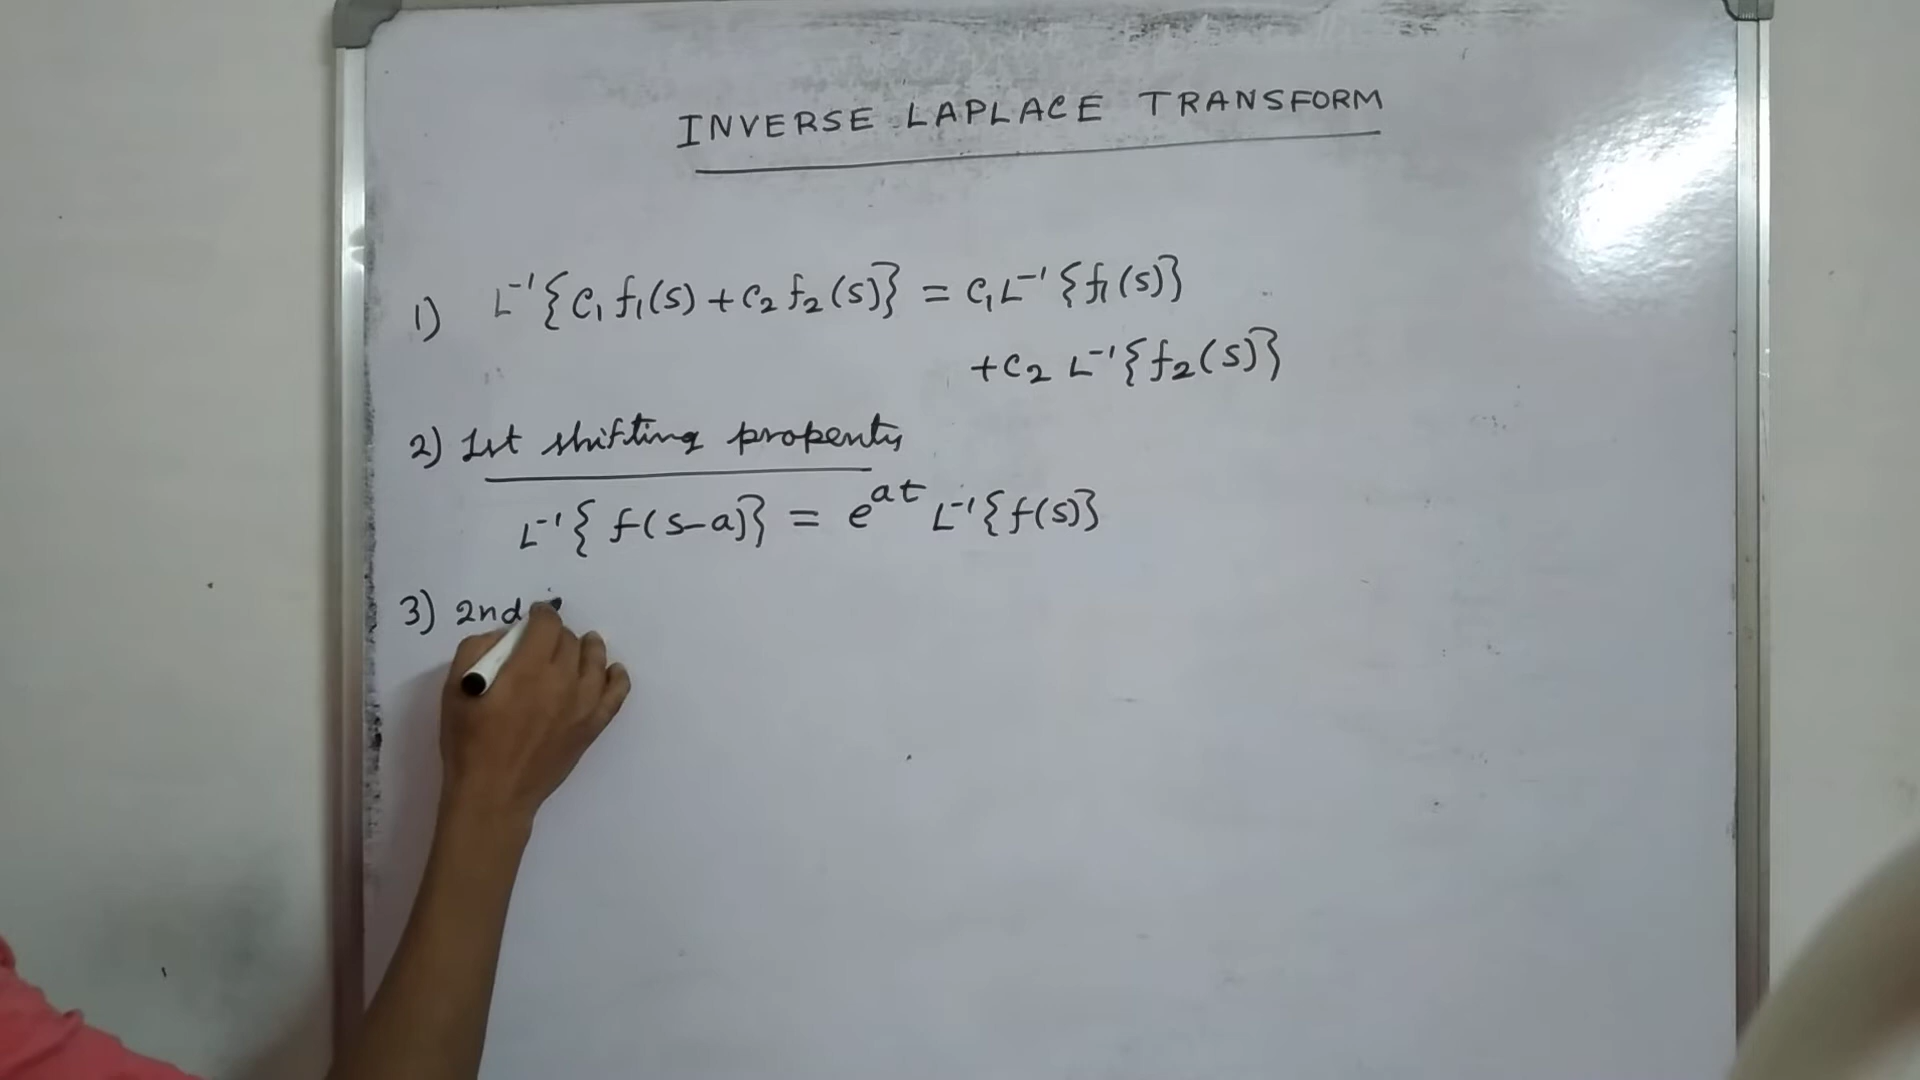 INVERSE LAPLACE TRANSFORM
1) L⁻¹{c₁ f₁(s) + c₂ f₂(s)} = c₁ L⁻¹{f₁(s)}
+ c₂ L⁻¹{f₂(s)}
2) 1st shifting property
L⁻¹{f(s-a)} = e^{at} L⁻¹{f(s)}
3) 2nd